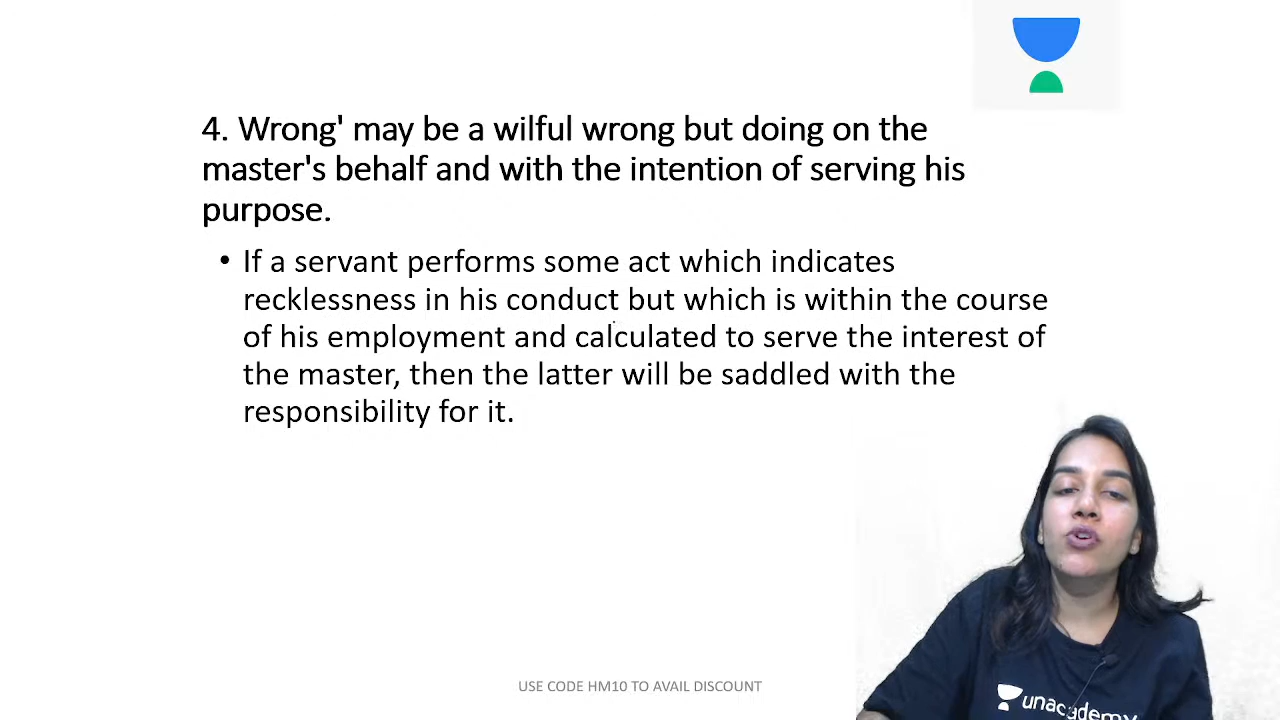 4. Wrong' may be a wilful wrong but doing on the
master's behalf and with the intention of serving his
purpose.
• If a servant performs some act which indicates
recklessness in his conduct but which is within the course
of his employment and calculated to serve the interest of
the master, then the latter will be saddled with the
responsibility for it.
unacademy
USE CODE HM10 TO AVAIL DISCOUNT